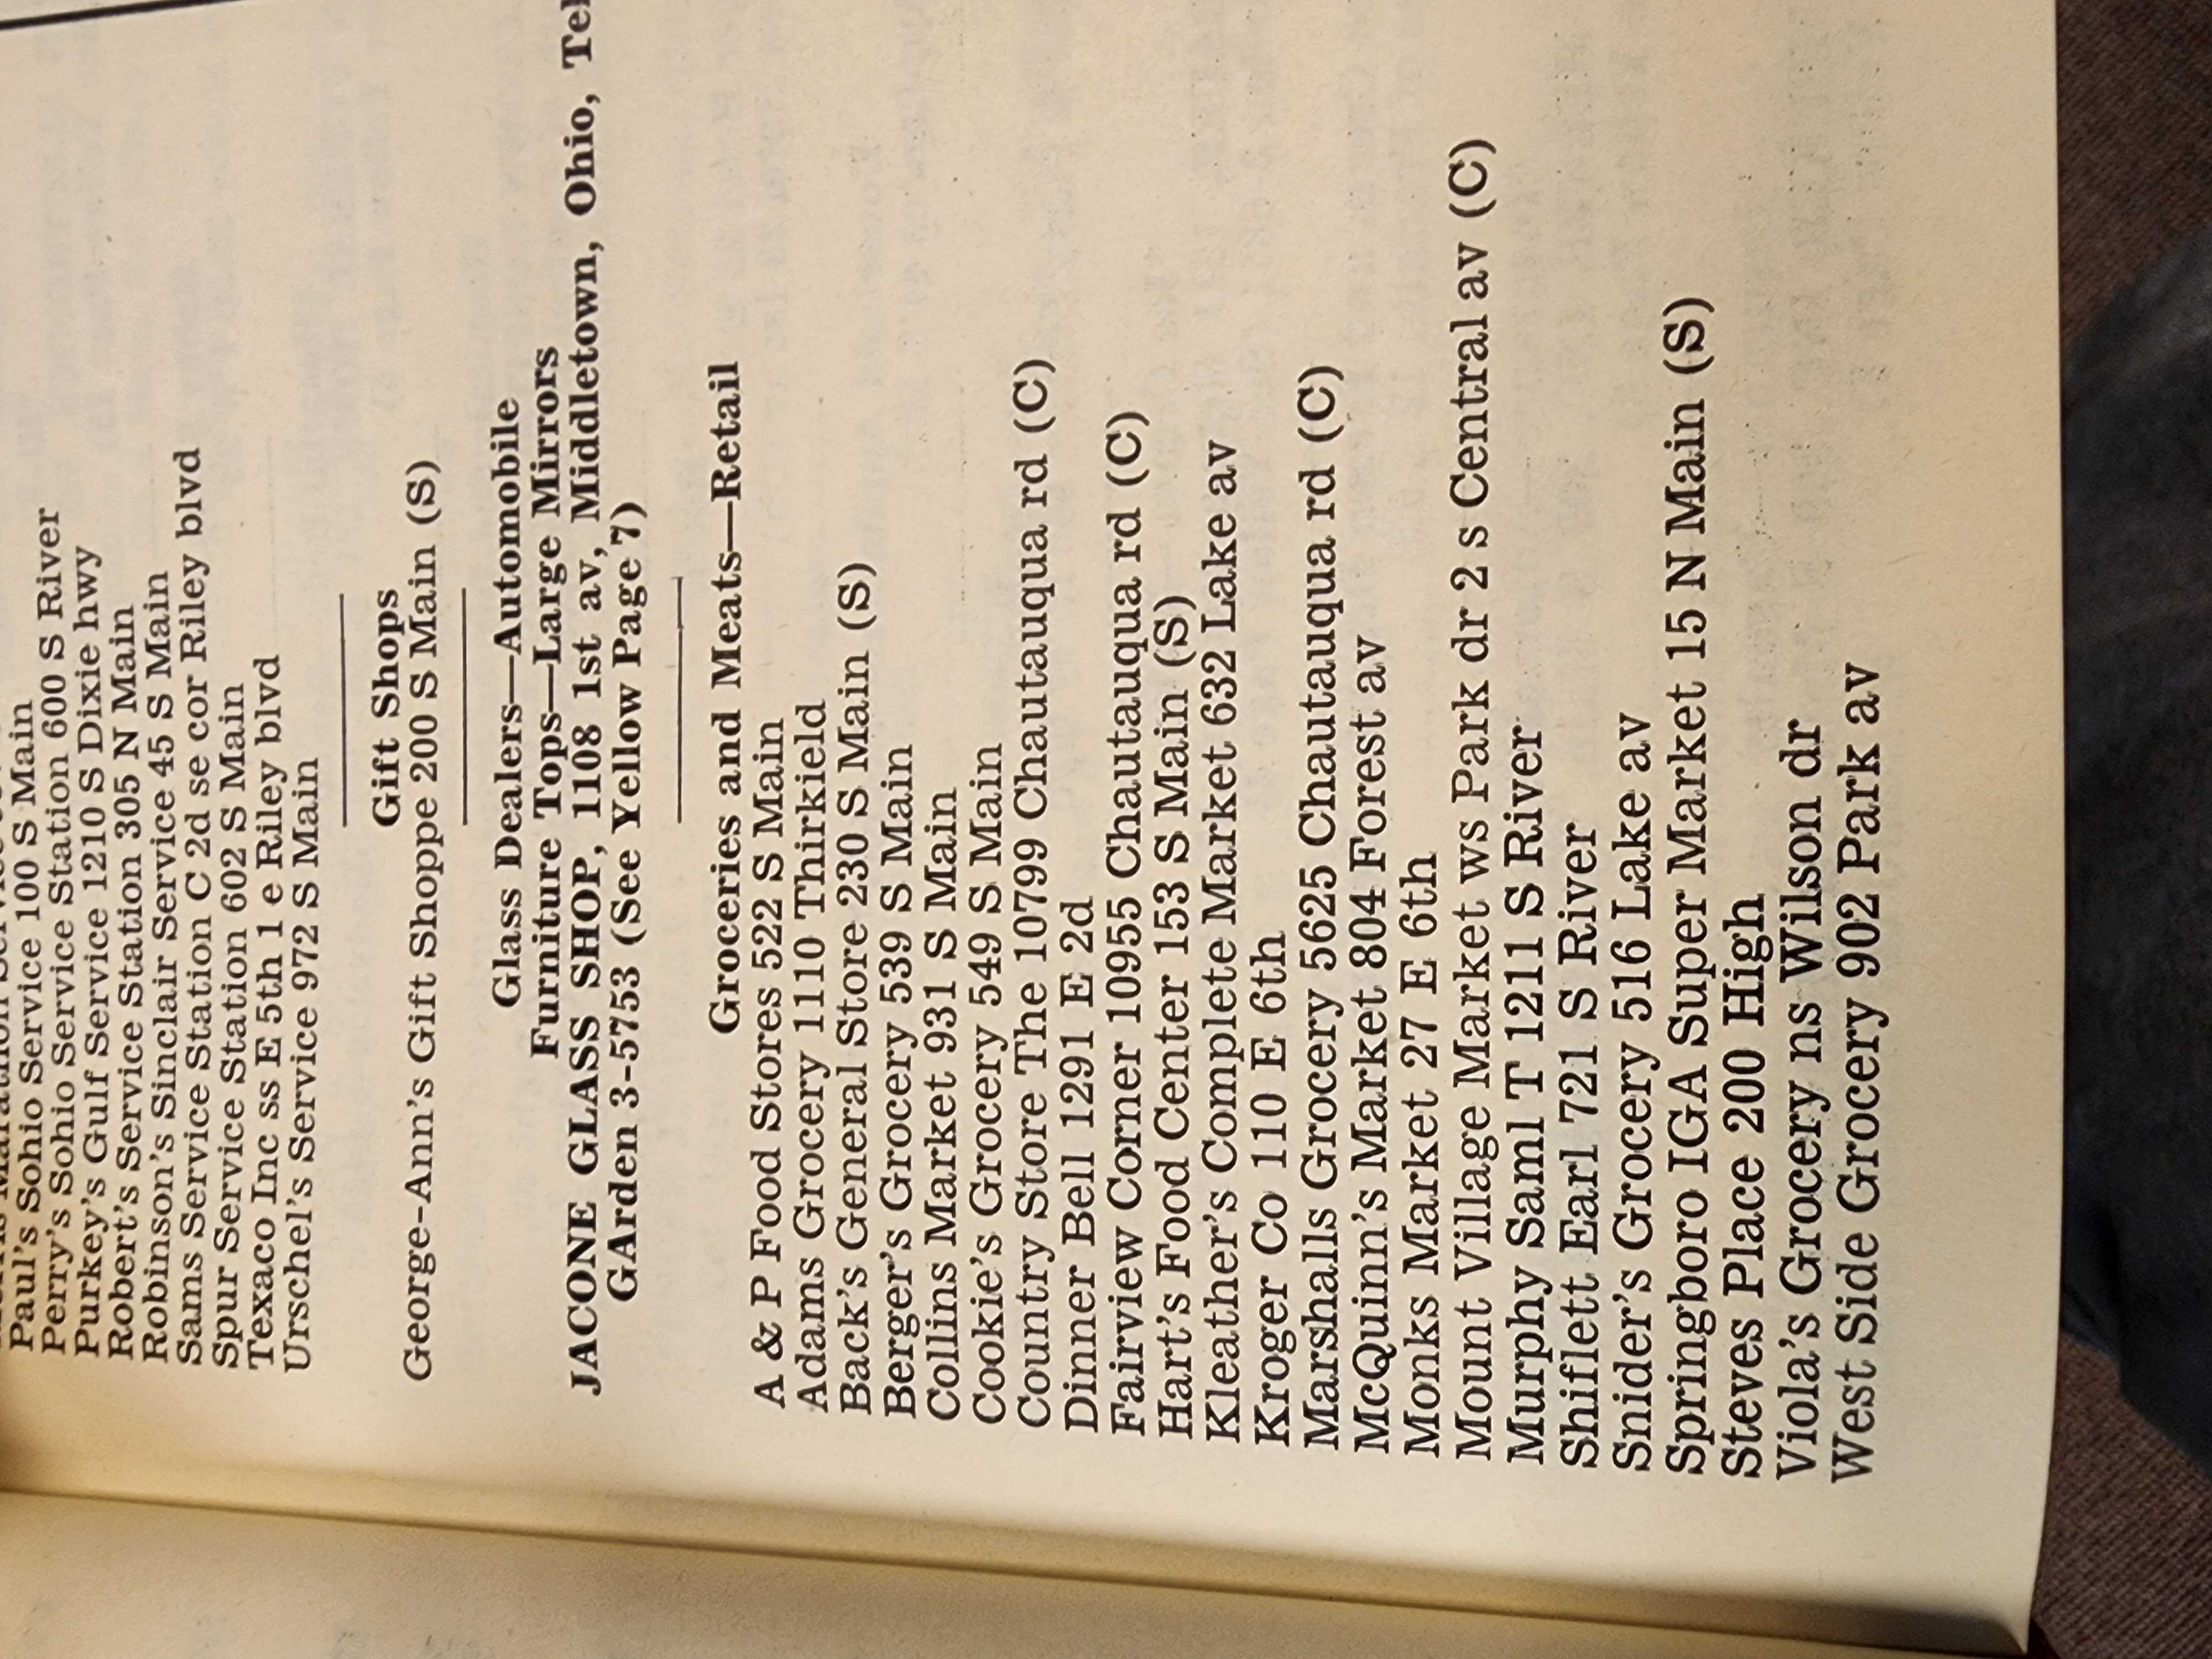 Paul's Sohio Service 100 S Main
Perry's Sohio Service Station 600 S River
Purkey's Gulf Service 1210 S Dixie hwy
Robert's Service Station 305 N Main
Robinson's Sinclair Service 45 S Main
Sams Service Station C 2d se cor Riley blvd
Spur Service Station 602 S Main
Texaco Inc ss E 5th 1 e Riley blvd
Urschel's Service 972 S Main
Gift Shops
George-Ann's Gift Shoppe 200 S Main (S)
Glass Dealers—Automobile
Furniture Tops—Large Mirrors
JACONE GLASS SHOP, 1108 1st av, Middletown, Ohio,
GArden 3-5753 (See Yellow Page 7)
Groceries and Meats—Retail
A & P Food Stores 522 S Main
Adams Grocery 1110 Thirkield
Back's General Store 230 S Main (S)
Berger's Grocery 539 S Main
Collins Market 931 S Main
Cookie's Grocery 549 S Main
Country Store The 10799 Chautauqua rd (C)
Dinner Bell 1291 E 2d
Fairview Corner 10955 Chautauqua rd (C)
Hart's Food Center 153 S Main (S)
Kleather's Complete Market 632 Lake av
Kroger Co 110 E 6th
Marshalls Grocery 5625 Chautauqua rd (C)
McQuinn's Market 804 Forest av
Monks Market 27 E 6th
Mount Village Market ws Park dr 2 s Central av (C)
Murphy Saml T 1211 S River
Shiflett Earl 721 S River
Snider's Grocery 516 Lake av
Springboro IGA Super Market 15 N Main (S)
Steves Place 200 High
Viola's Grocery ns Wilson dr
West Side Grocery 902 Park av